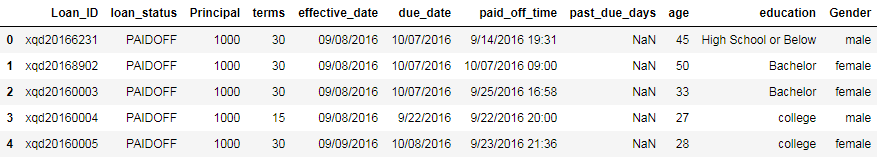 Loan_ID loan_status Principal terms effective_date due_date paid_off_time past_due_days age education Gender
0 xqd20166231 PAIDOFF 1000 30 09/08/2016 10/07/2016 9/14/2016 19:31 NaN 45 High School or Below male
1 xqd20168902 PAIDOFF 1000 30 09/08/2016 10/07/2016 10/07/2016 09:00 NaN 50 Bachelor female
2 xqd20160003 PAIDOFF 1000 30 09/08/2016 10/07/2016 9/25/2016 16:58 NaN 33 Bachelor female
3 xqd20160004 PAIDOFF 1000 15 09/08/2016 9/22/2016 9/22/2016 20:00 NaN 27 college male
4 xqd20160005 PAIDOFF 1000 30 09/09/2016 10/08/2016 9/23/2016 21:36 NaN 28 college female